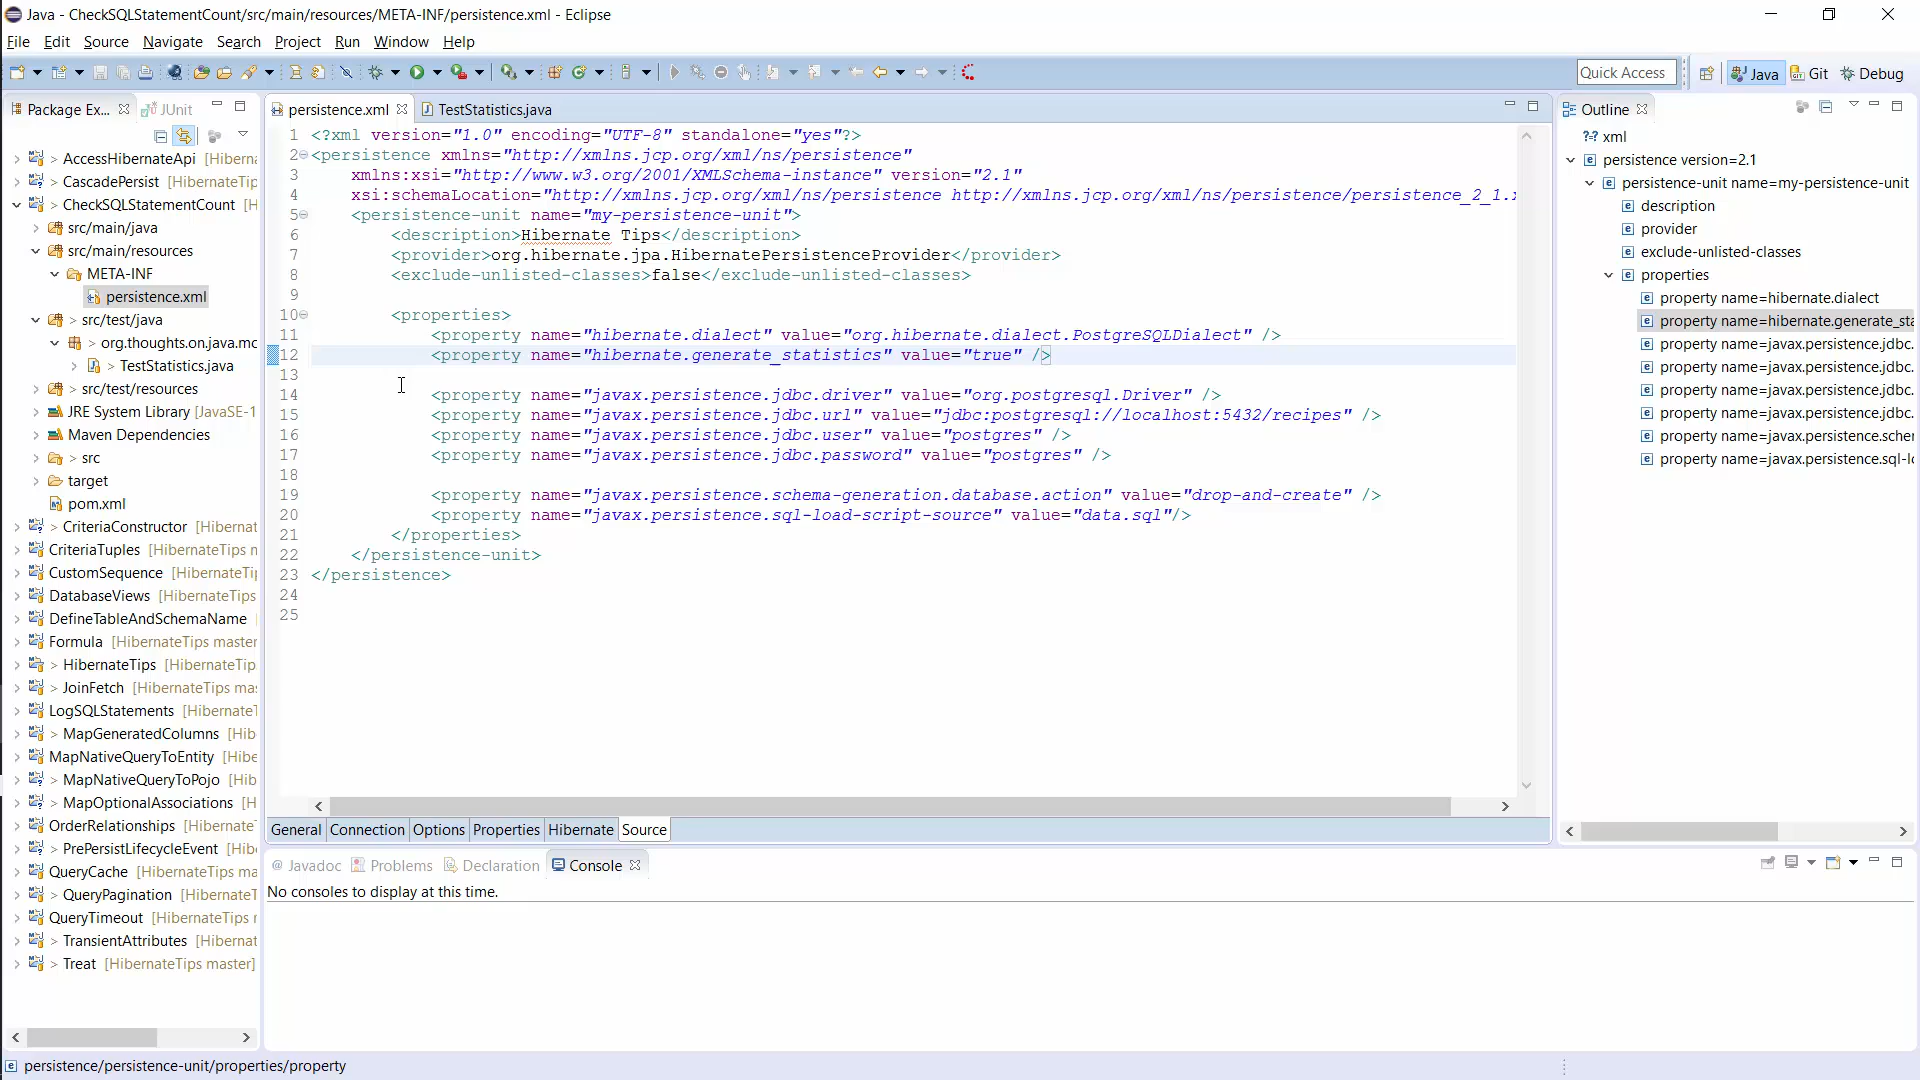 Java - CheckSQLStatementCount/src/main/resources/META-INF/persistence.xml - Eclipse
File Edit Source Navigate Search Project Run Window Help
Quick Access
Java
Git
Debug
Package Ex...
JUnit
AccessHibernateApi [Hiberna
CascadePersist [HibernateTip
CheckSQLStatementCount [H
src/main/java
src/main/resources
META-INF
persistence.xml
> src/test/java
> org.thoughts.on.java.mc
> TestStatistics.java
> src/test/resources
JRE System Library [JavaSE-1
Maven Dependencies
> src
target
pom.xml
> CriteriaConstructor [Hibernat
CriteriaTuples [HibernateTips m
CustomSequence [HibernateTip
DatabaseViews [HibernateTips
DefineTableAndSchemaName
Formula [HibernateTips master
> HibernateTips [HibernateTips
> JoinFetch [HibernateTips mas
LogSQLStatements [HibernateT
> MapGeneratedColumns [Hib
MapNativeQueryToEntity [Hibe
> MapNativeQueryToPojo [Hib
> MapOptionalAssociations [H
OrderRelationships [HibernateT
> PrePersistLifecycleEvent [Hib
QueryCache [HibernateTips ma
> QueryPagination [HibernateT
QueryTimeout [HibernateTips r
> TransientAttributes [Hibernat
> Treat [HibernateTips master]
persistence.xml
TestStatistics.java
1 <?xml version="1.0" encoding="UTF-8" standalone="yes"?>
2 <persistence xmlns="http://xmlns.jcp.org/xml/ns/persistence"
3 xmlns:xsi="http://www.w3.org/2001/XMLSchema-instance" version="2.1"
4 xsi:schemaLocation="http://xmlns.jcp.org/xml/ns/persistence http://xmlns.jcp.org/xml/ns/persistence/persistence_2_1.x
5 <persistence-unit name="my-persistence-unit">
6 <description>Hibernate Tips</description>
7 <provider>org.hibernate.jpa.HibernatePersistenceProvider</provider>
8 <exclude-unlisted-classes>false</exclude-unlisted-classes>
9
10 <properties>
11 <property name="hibernate.dialect" value="org.hibernate.dialect.PostgreSQLDialect" />
12 <property name="hibernate.generate_statistics" value="true" />
13
14 <property name="javax.persistence.jdbc.driver" value="org.postgresql.Driver" />
15 <property name="javax.persistence.jdbc.url" value="jdbc:postgresql://localhost:5432/recipes" />
16 <property name="javax.persistence.jdbc.user" value="postgres" />
17 <property name="javax.persistence.jdbc.password" value="postgres" />
18
19 <property name="javax.persistence.schema-generation.database.action" value="drop-and-create" />
20 <property name="javax.persistence.sql-load-script-source" value="data.sql"/>
21 </properties>
22 </persistence-unit>
23 </persistence>
24
25
General Connection Options Properties Hibernate Source
Outline
?-? xml
persistence version=2.1
persistence-unit name=my-persistence-unit
description
provider
exclude-unlisted-classes
properties
property name=hibernate.dialect
property name=hibernate.generate_sta
property name=javax.persistence.jdbc.
property name=javax.persistence.jdbc.
property name=javax.persistence.jdbc.
property name=javax.persistence.jdbc.
property name=javax.persistence.scher
property name=javax.persistence.sql-lo
@ Javadoc Problems Declaration Console
No consoles to display at this time.
persistence/persistence-unit/properties/property